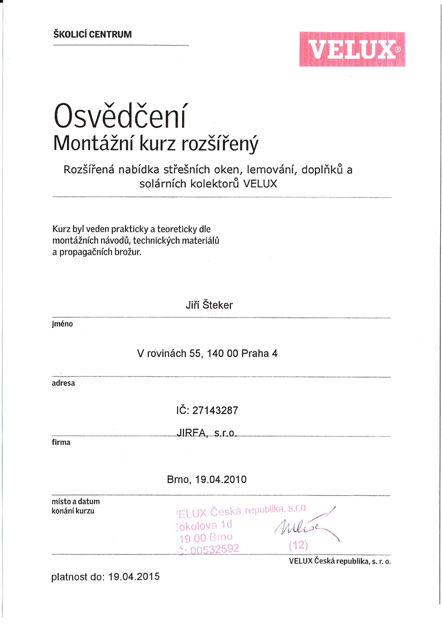 ŠKOLICÍ CENTRUM
VELUX®
Osvědčení
Montážní kurz rozšířený
Rozšířená nabídka střešních oken, lemování, doplňků a
solárních kolektorů VELUX
Kurz byl veden prakticky a teoreticky dle
montážních návodů, technických materiálů
a propagačních brožur.
Jiří Šteker
jméno
V rovinách 55, 140 00 Praha 4
adresa
IČ: 27143287
JIRFA, s.r.o.
firma
Brno, 19.04.2010
místo a datum
konání kurzu
VELUX Česká republika, s.r.o
okolova 1d
19 00 Brno
: 00532592
(12)
VELUX Česká republika, s. r. o.
platnost do: 19.04.2015